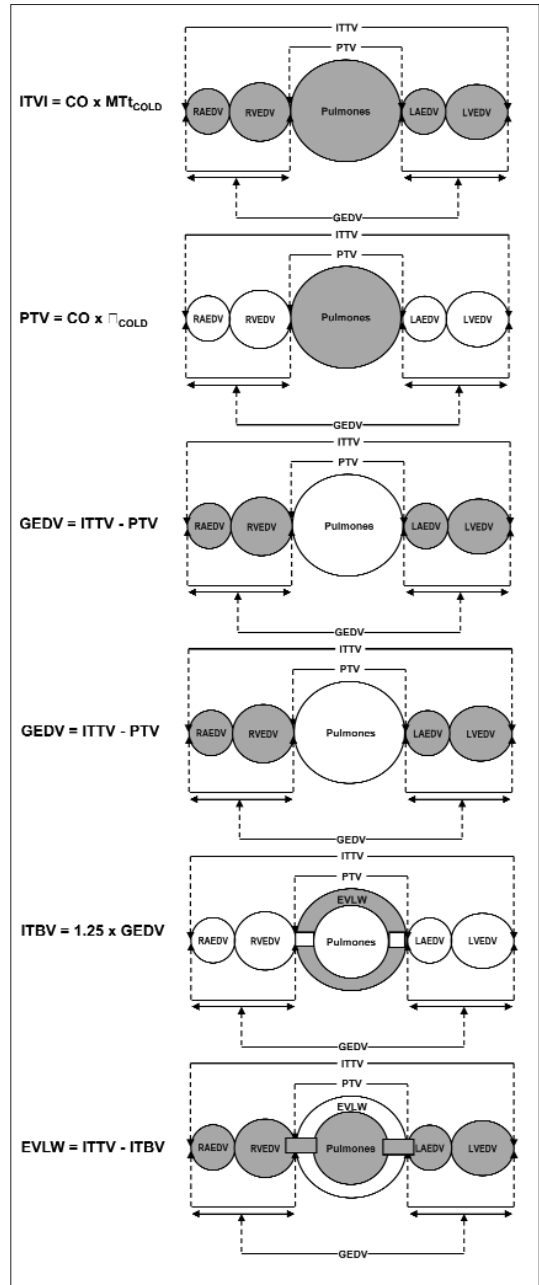 ITTV
PTV
ITVI = CO x MTtCOLD
RAEDV RVEDV Pulmones LAEDV LVEDV
GEDV
ITTV
PTV
PTV = CO x □COLD
RAEDV RVEDV Pulmones LAEDV LVEDV
GEDV
ITTV
PTV
GEDV = ITTV - PTV
RAEDV RVEDV Pulmones LAEDV LVEDV
GEDV
ITTV
PTV
GEDV = ITTV - PTV
RAEDV RVEDV Pulmones LAEDV LVEDV
GEDV
ITTV
PTV
EVLW
ITBV = 1.25 x GEDV
RAEDV RVEDV Pulmones LAEDV LVEDV
GEDV
ITTV
PTV
EVLW
EVLW = ITTV - ITBV
RAEDV RVEDV Pulmones LAEDV LVEDV
GEDV